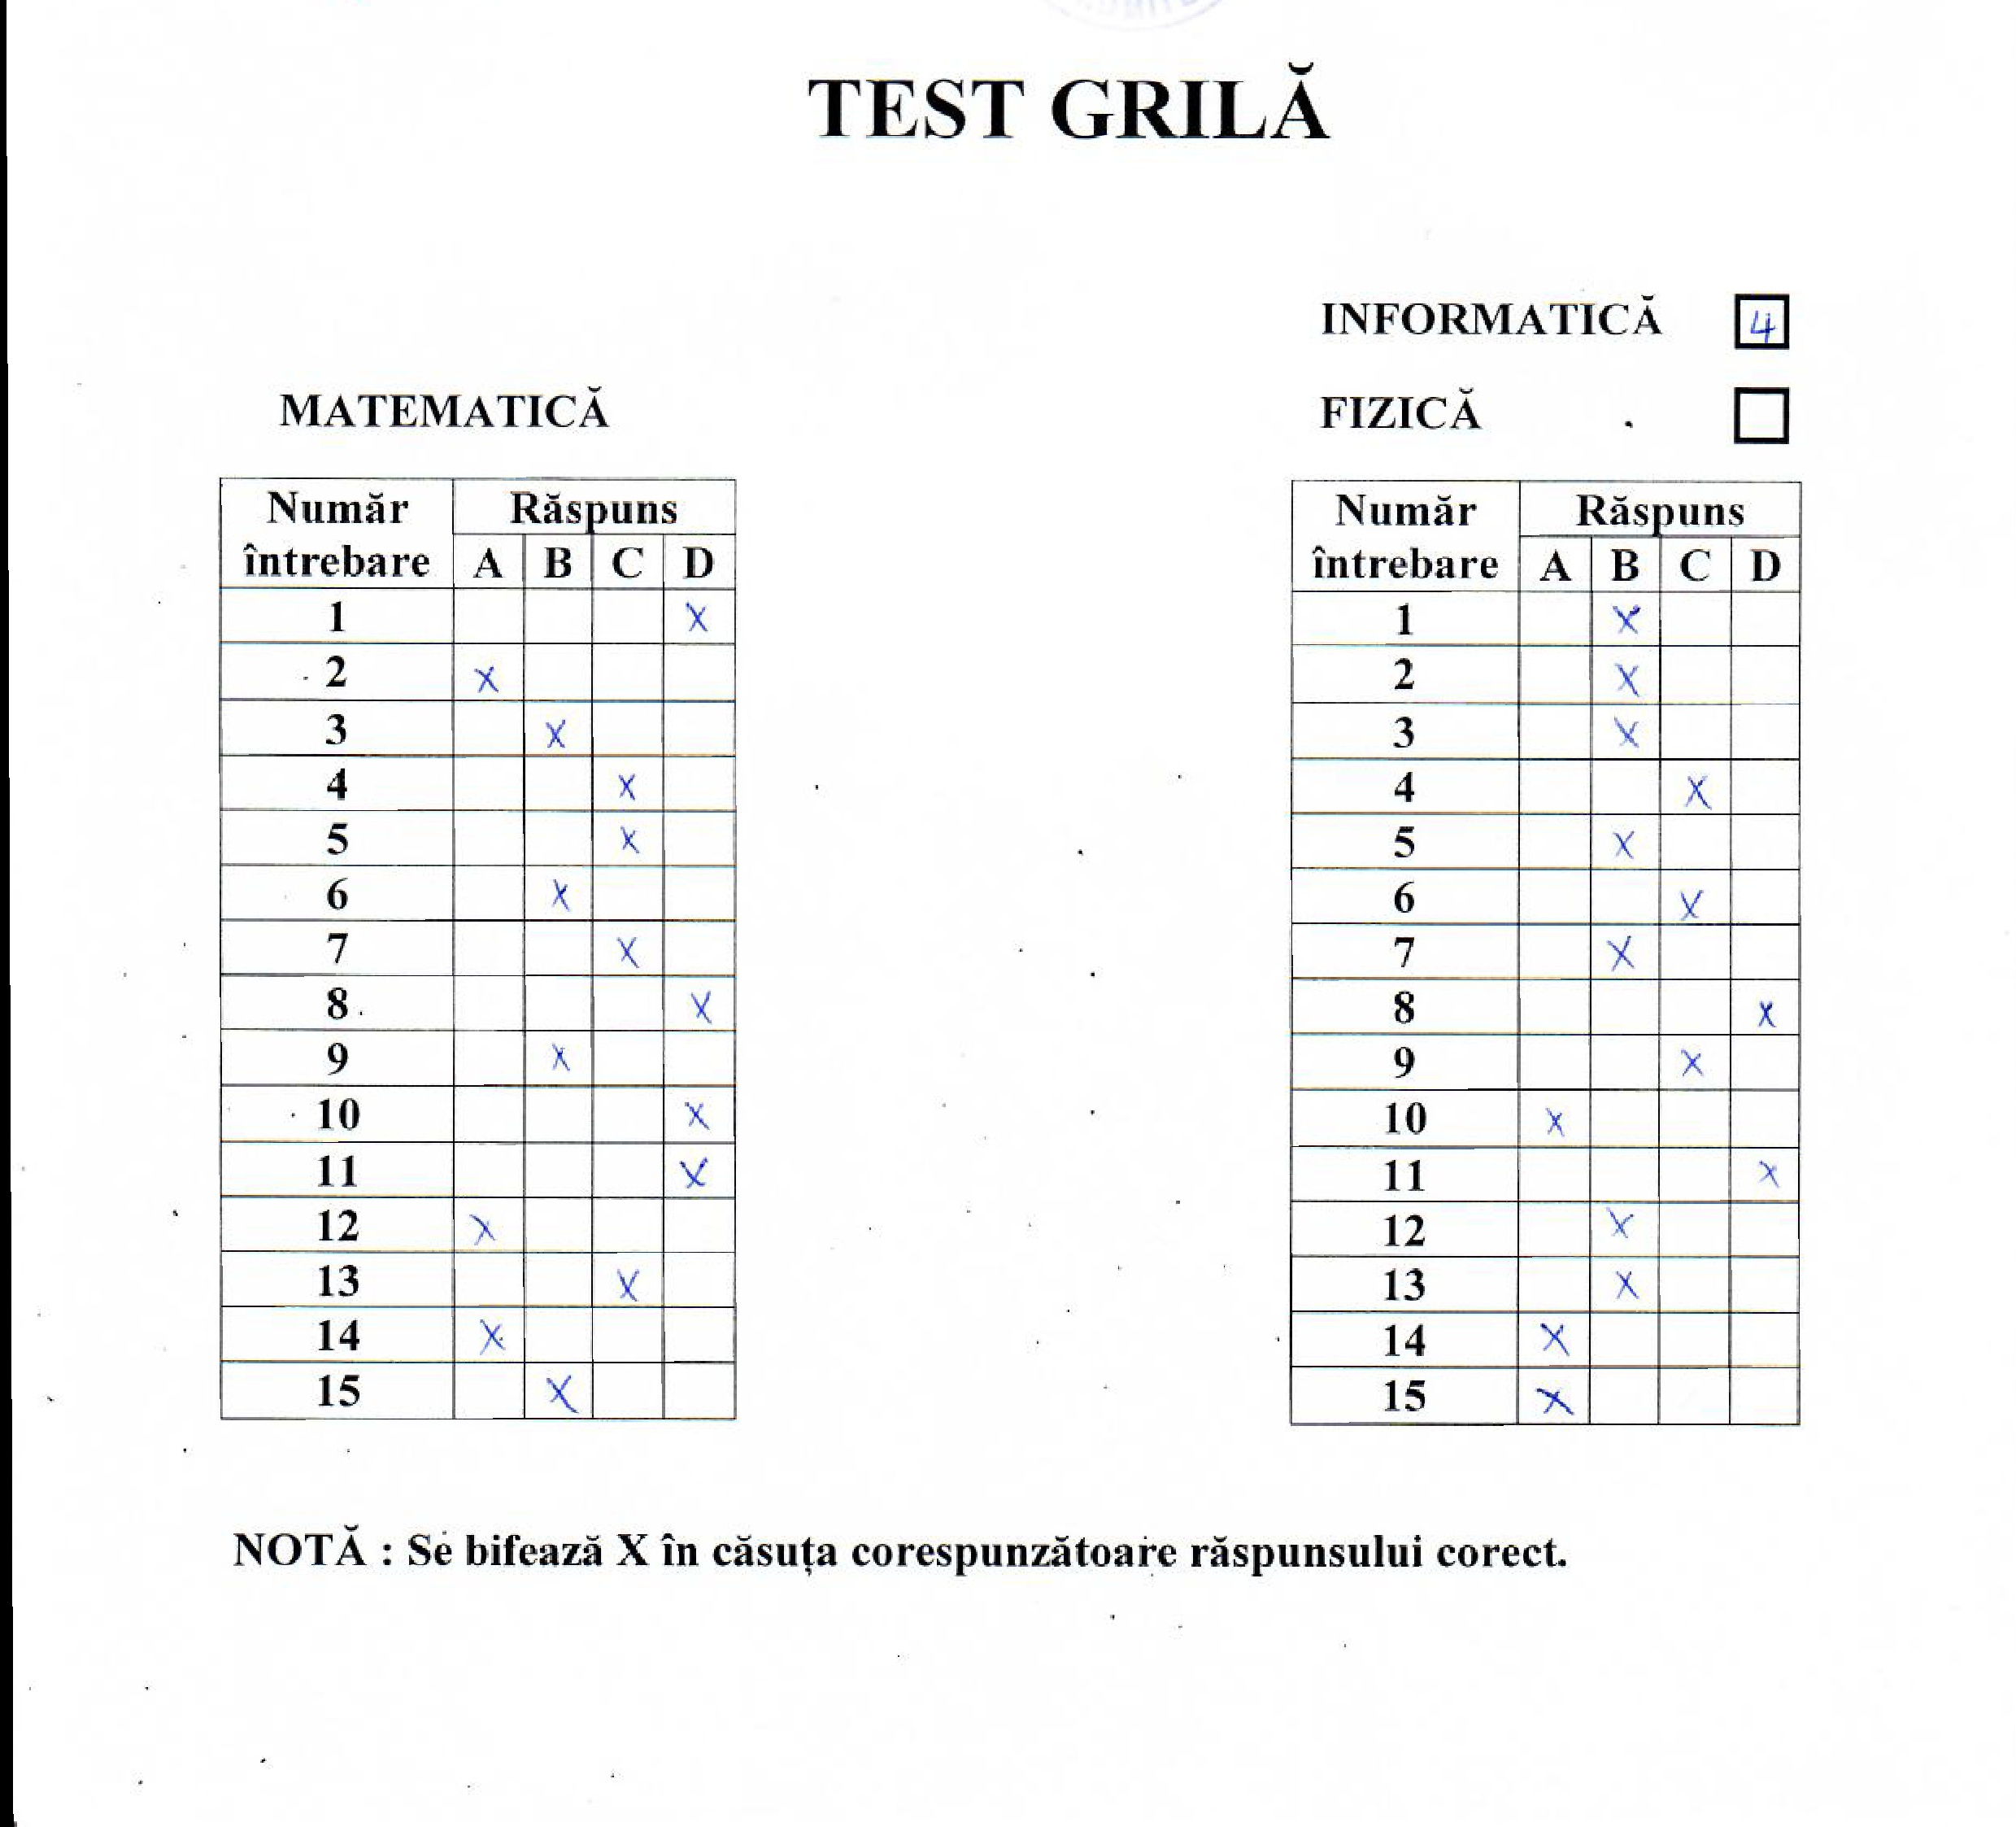 TEST GRILĂ
INFORMATICĂ 4
MATEMATICĂ
FIZICĂ
Număr întrebare Răspuns
A B C D
1 X
2 X
3 X
4 X
5 X
6 X
7 X
8 X
9 X
10 X
11 X
12 X
13 X
14 X
15 X
Număr întrebare Răspuns
A B C D
1 X
2 X
3 X
4 X
5 X
6 X
7 X
8 X
9 X
10 X
11 X
12 X
13 X
14 X
15 X
NOTĂ : Se bifează X în căsuța corespunzătoare răspunsului corect.